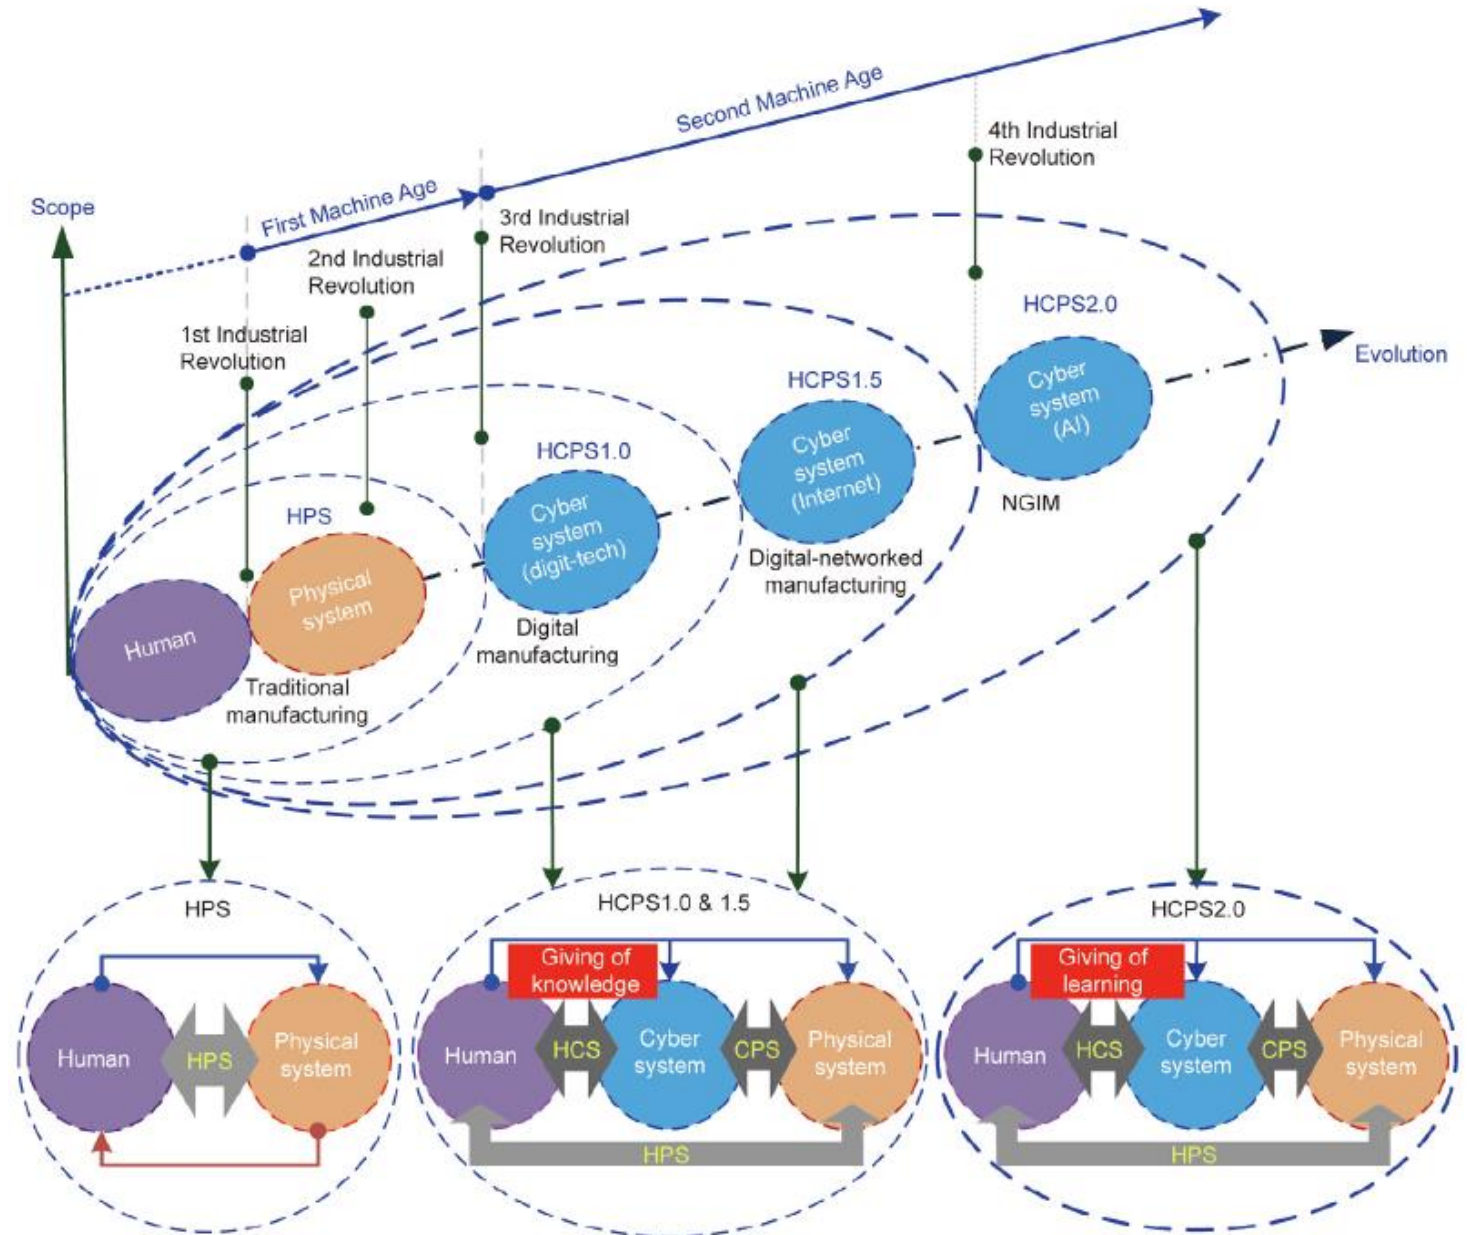 Second Machine Age
4th Industrial
Revolution
Scope
First Machine Age
3rd Industrial
Revolution
2nd Industrial
Revolution
1st Industrial
Revolution
HCPS2.0
Evolution
HCPS1.5
Cyber
system
(AI)
HCPS1.0
Cyber
system
(Internet)
NGIM
HPS
Cyber
system
(digit-tech)
Digital-networked
manufacturing
Physical
system
Human
Digital
manufacturing
Traditional
manufacturing
HPS
Human
HPS
Physical
system
HCPS1.0 & 1.5
Giving of
knowledge
Human
HCS
Cyber
system
CPS
Physical
system
HPS
HCPS2.0
Giving of
learning
Human
HCS
Cyber
system
CPS
Physical
system
HPS